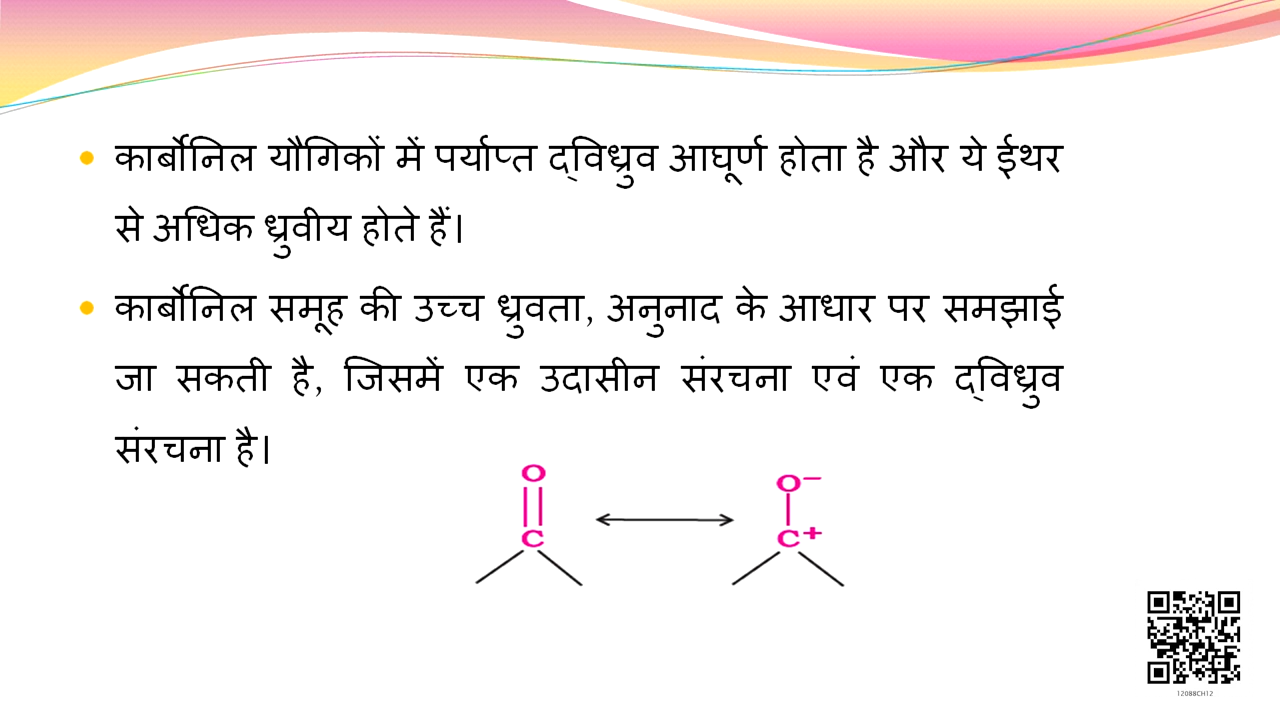 कार्बोनिल यौगिकों में पर्याप्त द्विध्रुव आघूर्ण होता है और ये ईथर
से अधिक ध्रुवीय होते हैं।
कार्बोनिल समूह की उच्च ध्रुवता, अनुनाद के आधार पर समझाई
जा सकती है, जिसमें एक उदासीन संरचना एवं एक द्विध्रुव
संरचना है।
O O−
C C+
12088CH12